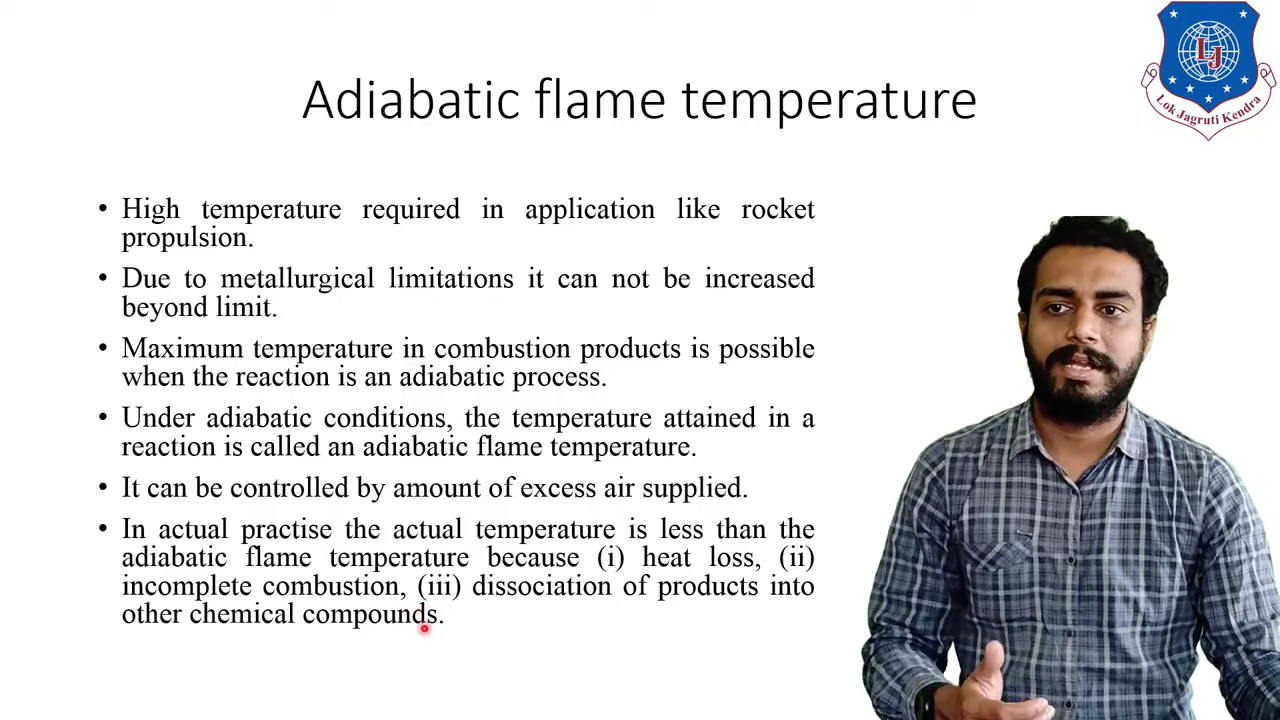 LJ
Lok Jagruti Kendra
Adiabatic flame temperature
• High temperature required in application like rocket
propulsion.
• Due to metallurgical limitations it can not be increased
beyond limit.
• Maximum temperature in combustion products is possible
when the reaction is an adiabatic process.
• Under adiabatic conditions, the temperature attained in a
reaction is called an adiabatic flame temperature.
• It can be controlled by amount of excess air supplied.
• In actual practise the actual temperature is less than the
adiabatic flame temperature because (i) heat loss, (ii)
incomplete combustion, (iii) dissociation of products into
other chemical compounds.